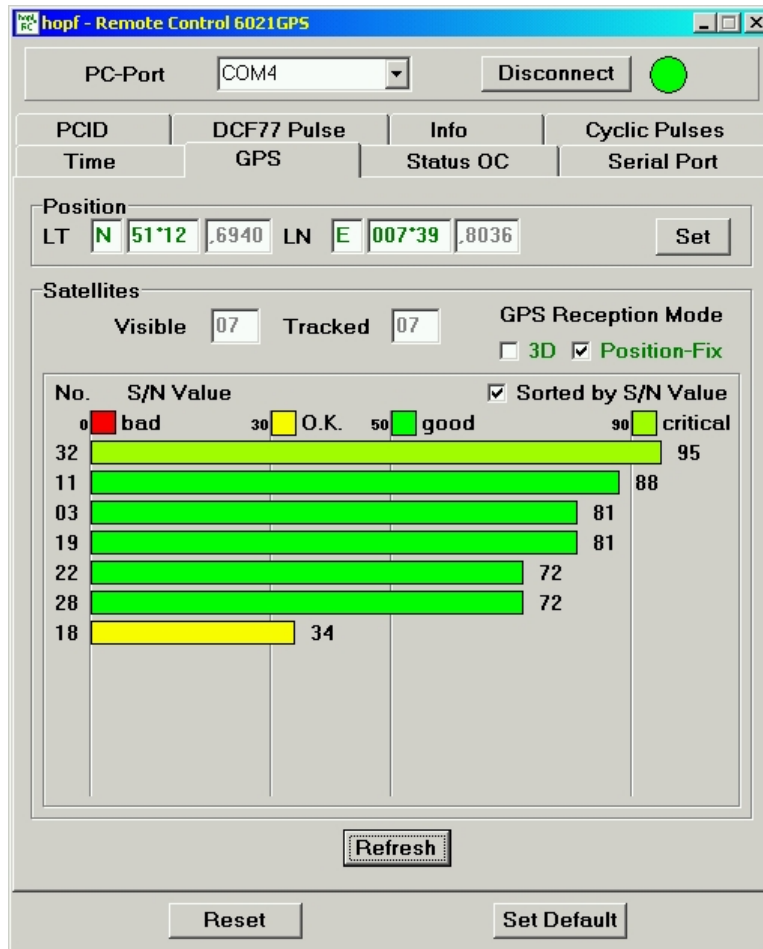 hopf - Remote Control 6021GPS
PC-Port COM4 Disconnect
PCID DCF77 Pulse Info Cyclic Pulses
Time GPS Status OC Serial Port
Position
LT N 51°12 ,6940 LN E 007°39 ,8036 Set
Satellites
Visible 07 Tracked 07 GPS Reception Mode
3D Position-Fix
No. S/N Value Sorted by S/N Value
0 bad 30 O.K. 50 good 90 critical
32 95
11 88
03 81
19 81
22 72
28 72
18 34
Refresh
Reset Set Default